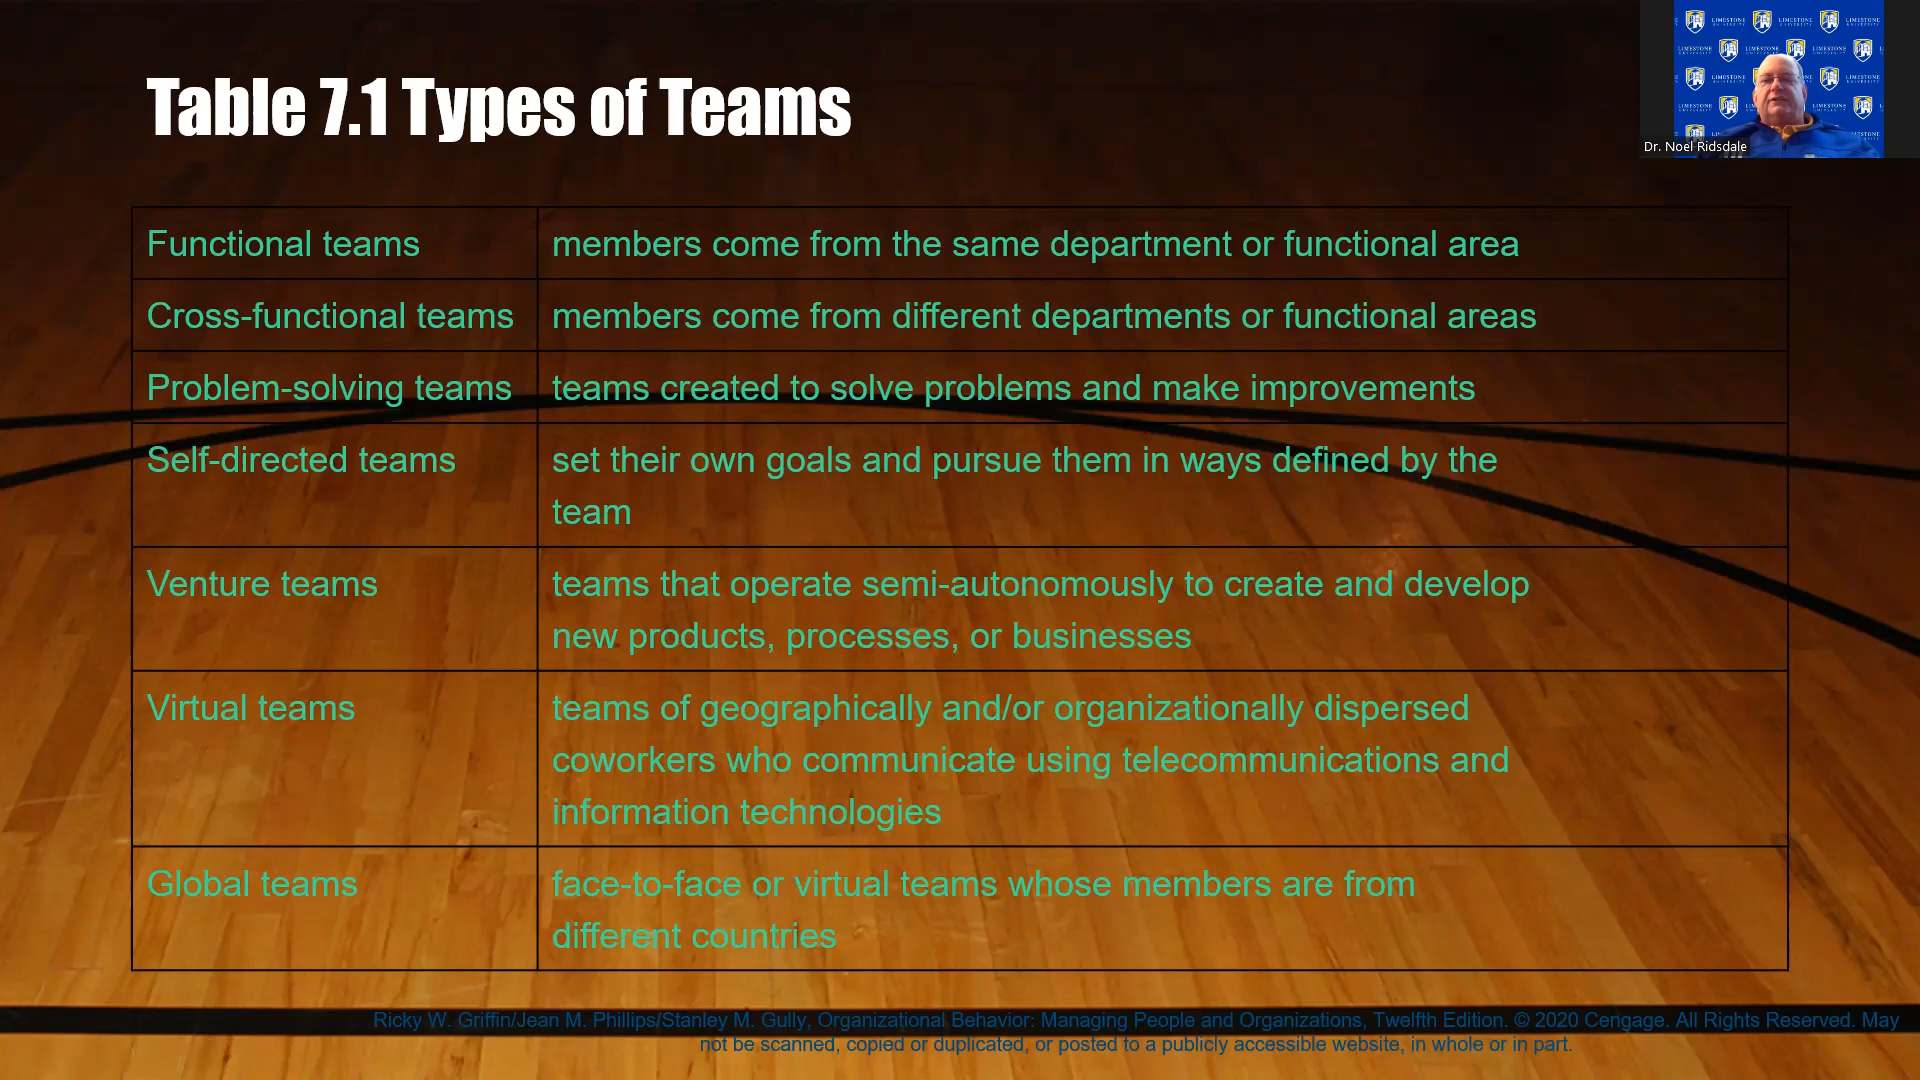 Table 7.1 Types of Teams
LIMESTONE
UNIVERSITY
Dr. Noel Ridsdale
Functional teams
members come from the same department or functional area
Cross-functional teams
members come from different departments or functional areas
Problem-solving teams
teams created to solve problems and make improvements
Self-directed teams
set their own goals and pursue them in ways defined by the
team
Venture teams
teams that operate semi-autonomously to create and develop
new products, processes, or businesses
Virtual teams
teams of geographically and/or organizationally dispersed
coworkers who communicate using telecommunications and
information technologies
Global teams
face-to-face or virtual teams whose members are from
different countries
Ricky W. Griffin/Jean M. Phillips/Stanley M. Gully, Organizational Behavior: Managing People and Organizations, Twelfth Edition. © 2020 Cengage. All Rights Reserved. May
not be scanned, copied or duplicated, or posted to a publicly accessible website, in whole or in part.